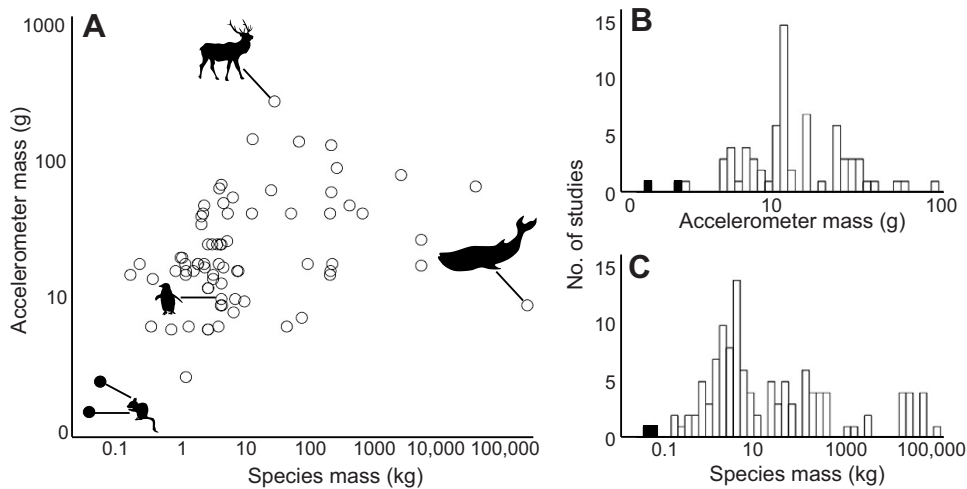 A
Accelerometer mass (g)
1000
100
10
0
0.1 1 10 100 1000 10,000 100,000
Species mass (kg)
B
No. of studies
15
10
5
0
0 10 100
Accelerometer mass (g)
C
15
10
5
0
0.1 10 1000 100,000
Species mass (kg)